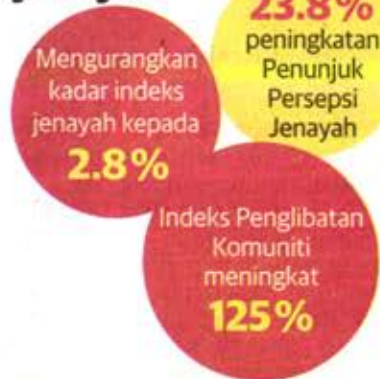 23.8%
peningkatan
Penunjuk
Persepsi
Jenayah
Mengurangkan
kadar indeks
jenayah kepada
2.8%
Indeks Penglibatan
Komuniti
meningkat
125%